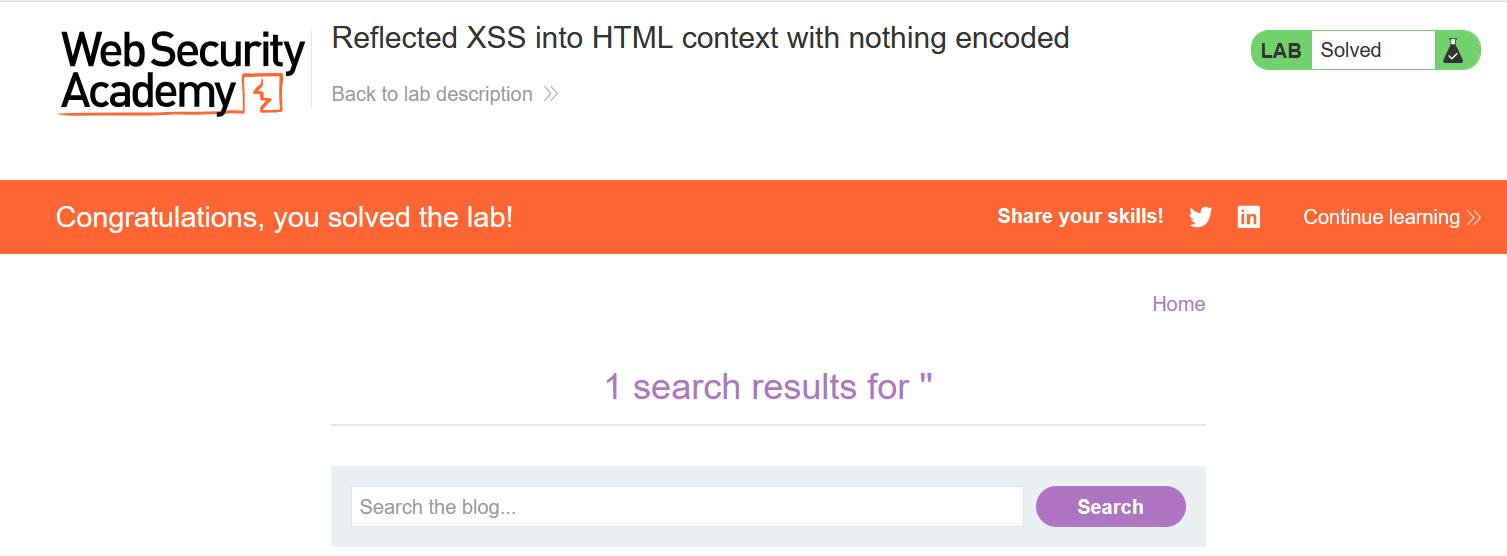 Web Security
Academy
Reflected XSS into HTML context with nothing encoded
Back to lab description
LAB Solved
Congratulations, you solved the lab!
Share your skills!
Continue learning
Home
1 search results for ''
Search the blog...
Search